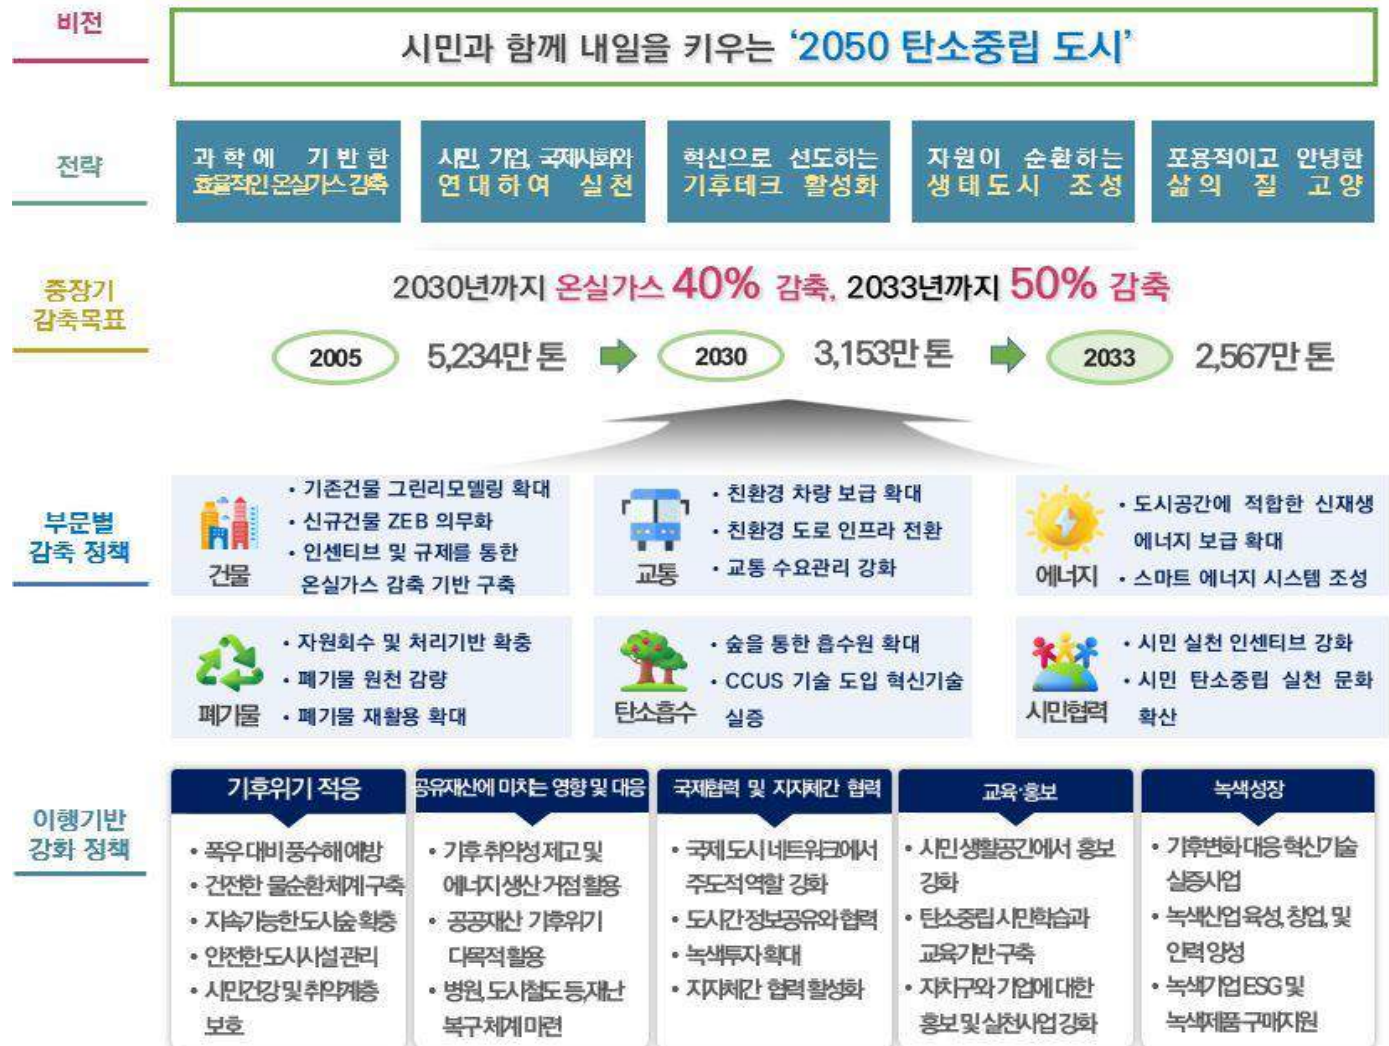 비전
시민과 함께 내일을 키우는 ‘2050 탄소중립 도시’
전략
과학에 기반한
효율적인 온실가스 감축
시민, 기업, 국제사회와
연대하여 실천
혁신으로 선도하는
기후테크 활성화
자원이 순환하는
생태도시 조성
포용적이고 안녕한
삶의 질 고양
중장기
감축목표
2030년까지 온실가스 40% 감축, 2033년까지 50% 감축
2005 5,234만 톤 2030 3,153만 톤 2033 2,567만 톤
부문별
감축 정책
건물
• 기존건물 그린리모델링 확대
• 신규건물 ZEB 의무화
• 인센티브 및 규제를 통한
온실가스 감축 기반 구축
교통
• 친환경 차량 보급 확대
• 친환경 도로 인프라 전환
• 교통 수요관리 강화
에너지
• 도시공간에 적합한 신재생
에너지 보급 확대
• 스마트 에너지 시스템 조성
폐기물
• 자원회수 및 처리기반 확충
• 폐기물 원천 감량
• 폐기물 재활용 확대
탄소흡수
• 숲을 통한 흡수원 확대
• CCUS 기술 도입 혁신기술
실증
시민협력
• 시민 실천 인센티브 강화
• 시민 탄소중립 실천 문화
확산
이행기반
강화 정책
기후위기 적응
• 폭우 대비 풍수해 예방
• 건전한 물순환 체계 구축
• 지속가능한 도시숲 확충
• 안전한 도시시설 관리
• 시민건강 및 취약계층
보호
공유재산에 미치는 영향 및 대응
• 기후 취약성 제고 및
에너지 생산 거점 활용
• 공공재산 기후위기
다목적 활용
• 병원, 도시철도 등, 재난
복구 체계 마련
국제협력 및 지자체간 협력
• 국제 도시 네트워크에서
주도적 역할 강화
• 도시간 정보공유와 협력
• 녹색투자 확대
• 지자체간 협력 활성화
교육·홍보
• 시민 생활공간에서 홍보
강화
• 탄소중립 시민학습과
교육기반 구축
• 자치구와 기업에 대한
홍보 및 실천사업 강화
녹색성장
• 기후변화 대응 혁신기술
실증사업
• 녹색산업 육성, 창업, 및
인력 양성
• 녹색기업 ESG 및
녹색제품 구매지원